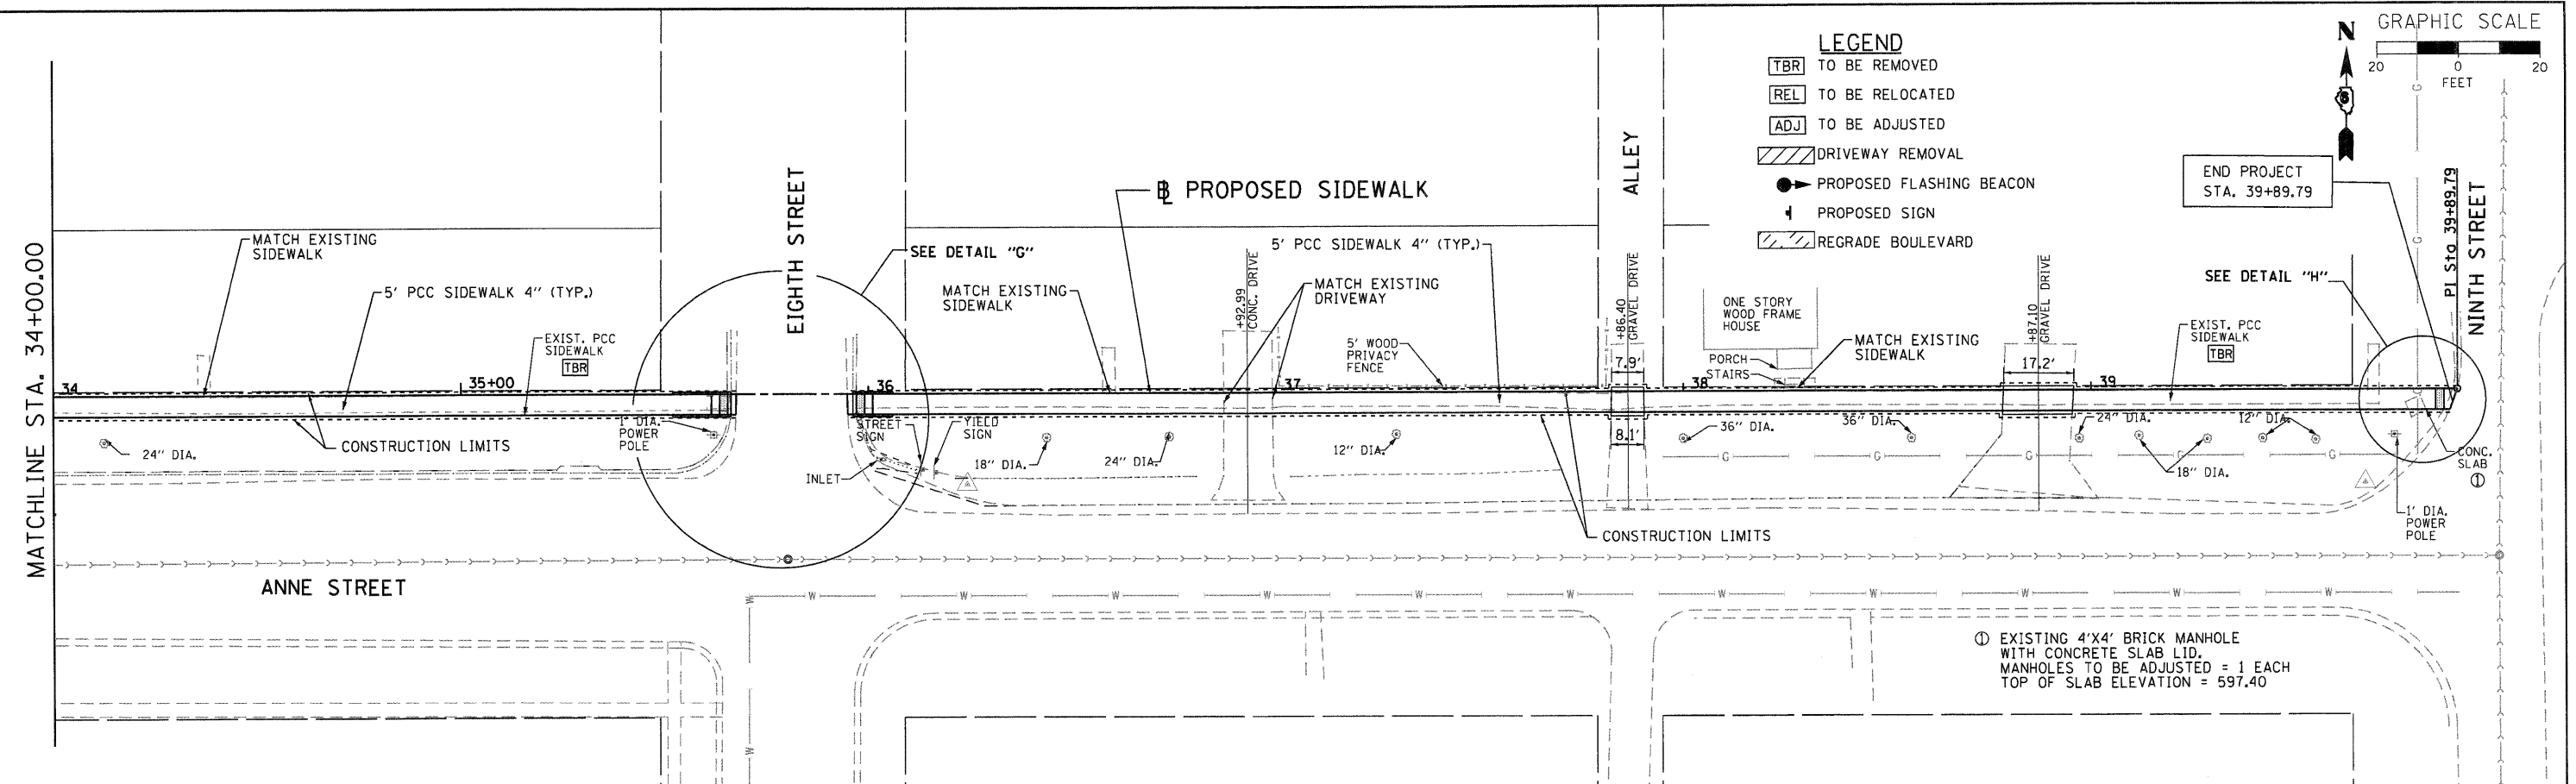 GRAPHIC SCALE
20 0 20
FEET
N
LEGEND
TBR TO BE REMOVED
REL TO BE RELOCATED
ADJ TO BE ADJUSTED
DRIVEWAY REMOVAL
PROPOSED FLASHING BEACON
PROPOSED SIGN
REGRADE BOULEVARD
END PROJECT
STA. 39+89.79
PI Sta 39+89.79
NINTH STREET
SEE DETAIL "H"
ALLEY
PROPOSED SIDEWALK
EIGHTH STREET
SEE DETAIL "G"
MATCHLINE STA. 34+00.00
MATCH EXISTING
SIDEWALK
5' PCC SIDEWALK 4" (TYP.)
EXIST. PCC
SIDEWALK
TBR
34
35+00
36
37
38
39
MATCH EXISTING
SIDEWALK
+92.99
CONC. DRIVE
5' PCC SIDEWALK 4" (TYP.)
MATCH EXISTING
DRIVEWAY
5' WOOD
PRIVACY
FENCE
+86.40
GRAVEL DRIVE
7.9'
8.1'
ONE STORY
WOOD FRAME
HOUSE
PORCH
STAIRS
MATCH EXISTING
SIDEWALK
+87.10
GRAVEL DRIVE
17.2'
EXIST. PCC
SIDEWALK
TBR
24" DIA.
CONSTRUCTION LIMITS
1' DIA.
POWER
POLE
STREET
SIGN
YIELD
SIGN
INLET
18" DIA.
24" DIA.
12" DIA.
36" DIA.
36" DIA.
24" DIA.
12" DIA.
18" DIA.
CONC.
SLAB
①
1' DIA.
POWER
POLE
CONSTRUCTION LIMITS
G G G G G G
ANNE STREET
W W W W W W W W W W W W W
① EXISTING 4'X4' BRICK MANHOLE
WITH CONCRETE SLAB LID.
MANHOLES TO BE ADJUSTED = 1 EACH
TOP OF SLAB ELEVATION = 597.40